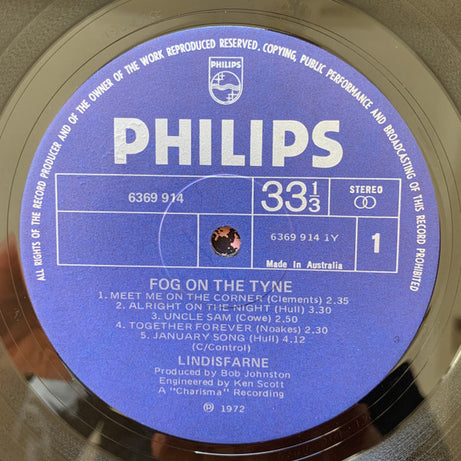 ALL RIGHTS OF THE RECORD PRODUCER AND OF THE OWNER OF THE WORK REPRODUCED RESERVED. COPYING, PUBLIC PERFORMANCE AND BROADCASTING OF THIS RECORD PROHIBITED
PHILIPS
PHILIPS
6369 914
33 1/3
STEREO
6369 914 1Y
1
Made in Australia
FOG ON THE TYNE
1. MEET ME ON THE CORNER (Clements) 2.35
2. ALRIGHT ON THE NIGHT (Hull) 3.30
3. UNCLE SAM (Cowe) 2.50
4. TOGETHER FOREVER (Noakes) 2.30
5. JANUARY SONG (Hull) 4.12
(C/Control)
LINDISFARNE
Produced by Bob Johnston
Engineered by Ken Scott
A "Charisma" Recording
℗ 1972